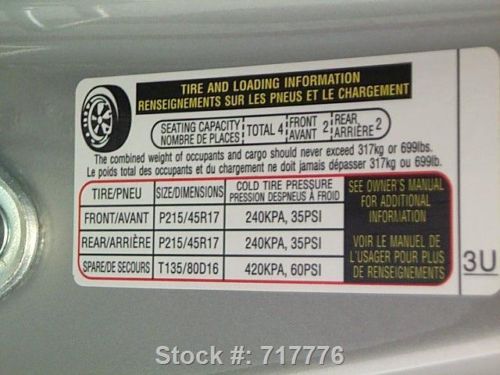 TIRE AND LOADING INFORMATION
RENSEIGNEMENTS SUR LES PNEUS ET LE CHARGEMENT
SEATING CAPACITY TOTAL 4 FRONT 2 REAR 2
NOMBRE DE PLACES AVANT ARRIÈRE
The combined weight of occupants and cargo should never exceed 317kg or 699lbs.
Le poids total des occupants et du chargement ne doit jamais dépasser 317kg ou 699lb.
TIRE/PNEU SIZE/DIMENSIONS COLD TIRE PRESSURE
PRESSION DESPNEUS À FROID
FRONT/AVANT P215/45R17 240KPA, 35PSI
REAR/ARRIÈRE P215/45R17 240KPA, 35PSI
SPARE/DE SECOURS T135/80D16 420KPA, 60PSI
SEE OWNER'S MANUAL
FOR ADDITIONAL
INFORMATION
VOIR LE MANUEL DE
L'USAGER POUR PLUS
DE RENSEIGNEMENTS
3U
Stock #: 717776